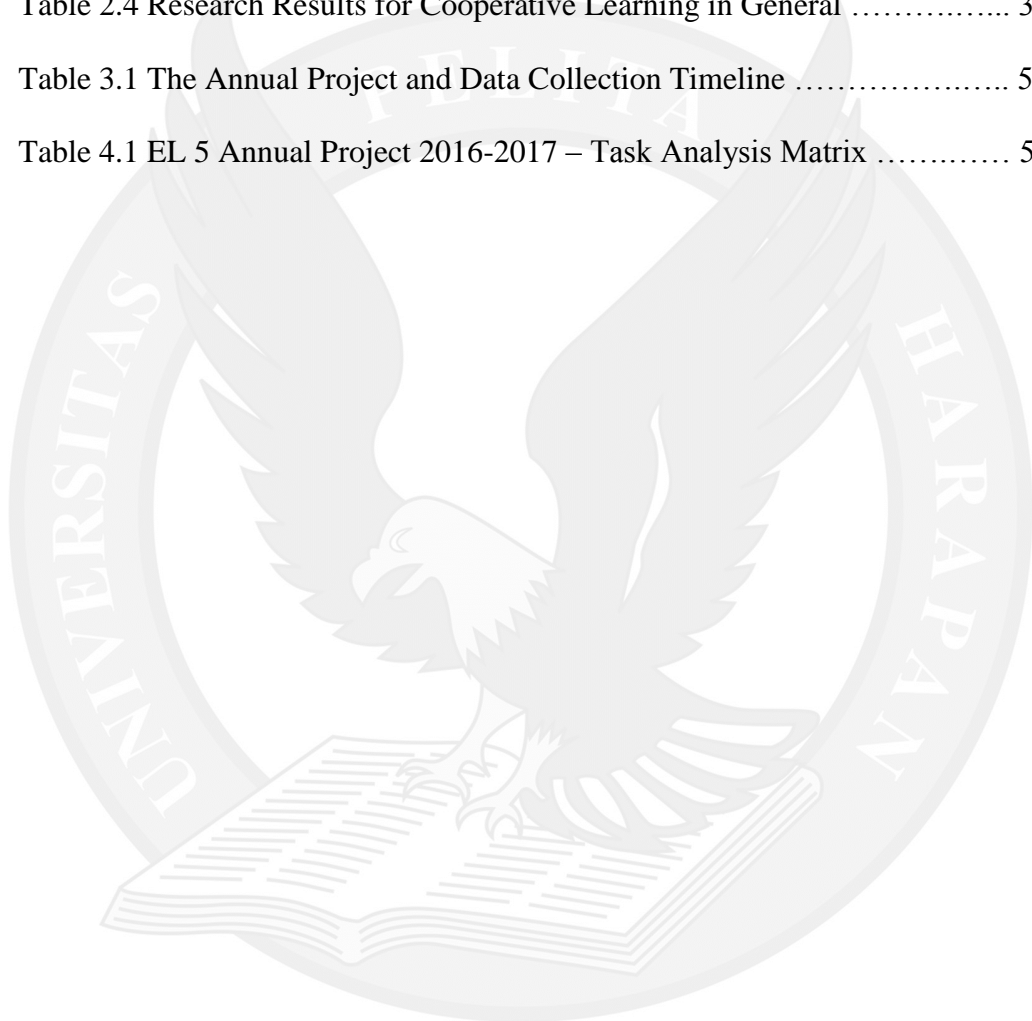 Table 2.4 Research Results for Cooperative Learning in General ……………... 3
Table 3.1 The Annual Project and Data Collection Timeline …………………. 5
Table 4.1 EL 5 Annual Project 2016-2017 – Task Analysis Matrix ………..… 5
UNIVERSITAS
PELITA
HARAPAN